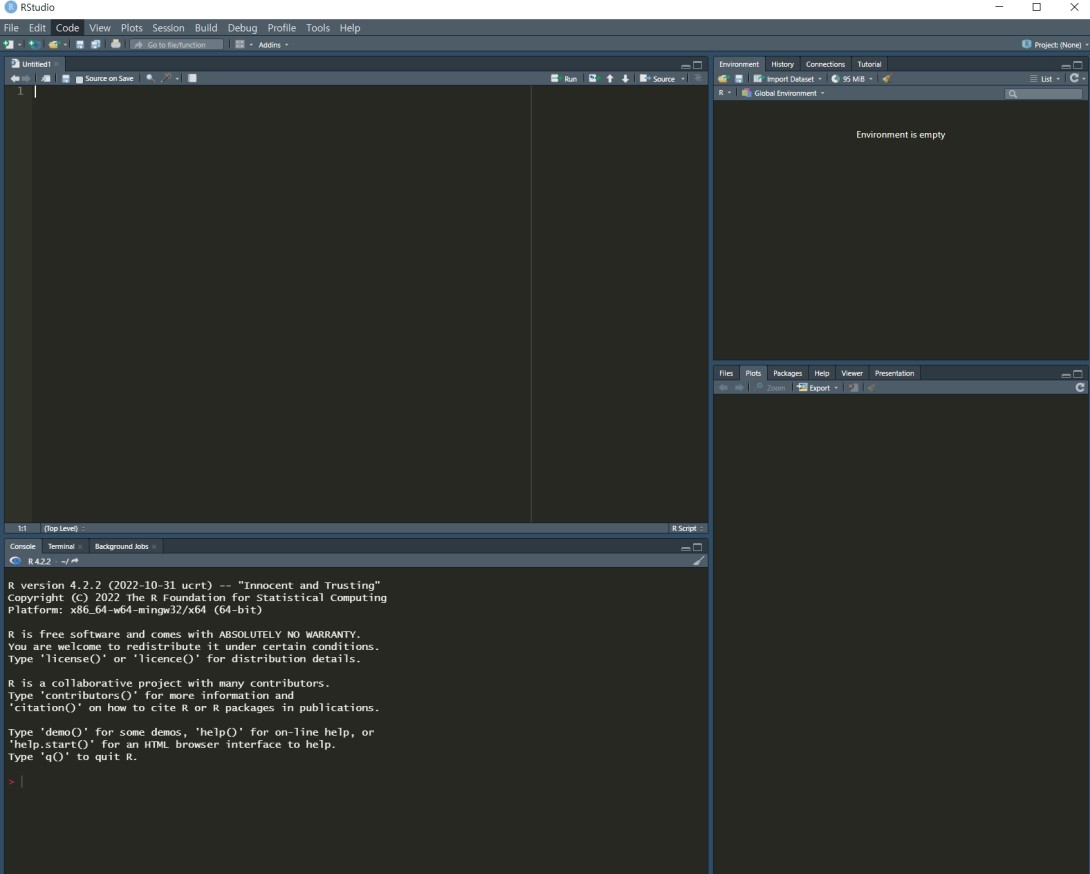 RStudio
File Edit Code View Plots Session Build Debug Profile Tools Help
Go to file/function Addins Project: (None)
Untitled1
Source on Save Run Source
1
1:1 (Top Level) R Script
Console Terminal Background Jobs
R 4.2.2 · ~/
R version 4.2.2 (2022-10-31 ucrt) -- "Innocent and Trusting"
Copyright (C) 2022 The R Foundation for Statistical Computing
Platform: x86_64-w64-mingw32/x64 (64-bit)
R is free software and comes with ABSOLUTELY NO WARRANTY.
You are welcome to redistribute it under certain conditions.
Type 'license()' or 'licence()' for distribution details.
R is a collaborative project with many contributors.
Type 'contributors()' for more information and
'citation()' on how to cite R or R packages in publications.
Type 'demo()' for some demos, 'help()' for on-line help, or
'help.start()' for an HTML browser interface to help.
Type 'q()' to quit R.
>
Environment History Connections Tutorial
Import Dataset 95 MiB List
R Global Environment
Environment is empty
Files Plots Packages Help Viewer Presentation
Zoom Export